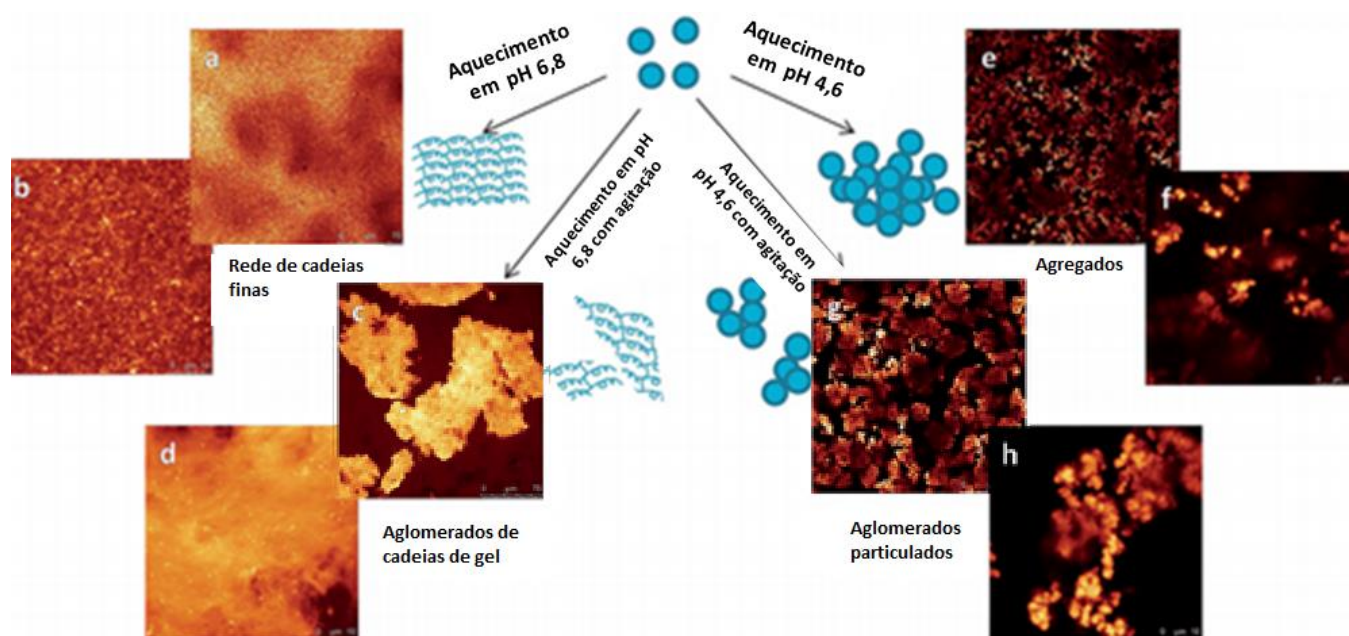 a
Aquecimento
em pH 6,8
Aquecimento
em pH 4,6
e
b
f
Aquecimento em pH
6,8 com agitação
Aquecimento em
pH 4,6 com agitação
Rede de cadeias
finas
Agregados
c
g
d
h
Aglomerados de
cadeias de gel
Aglomerados
particulados